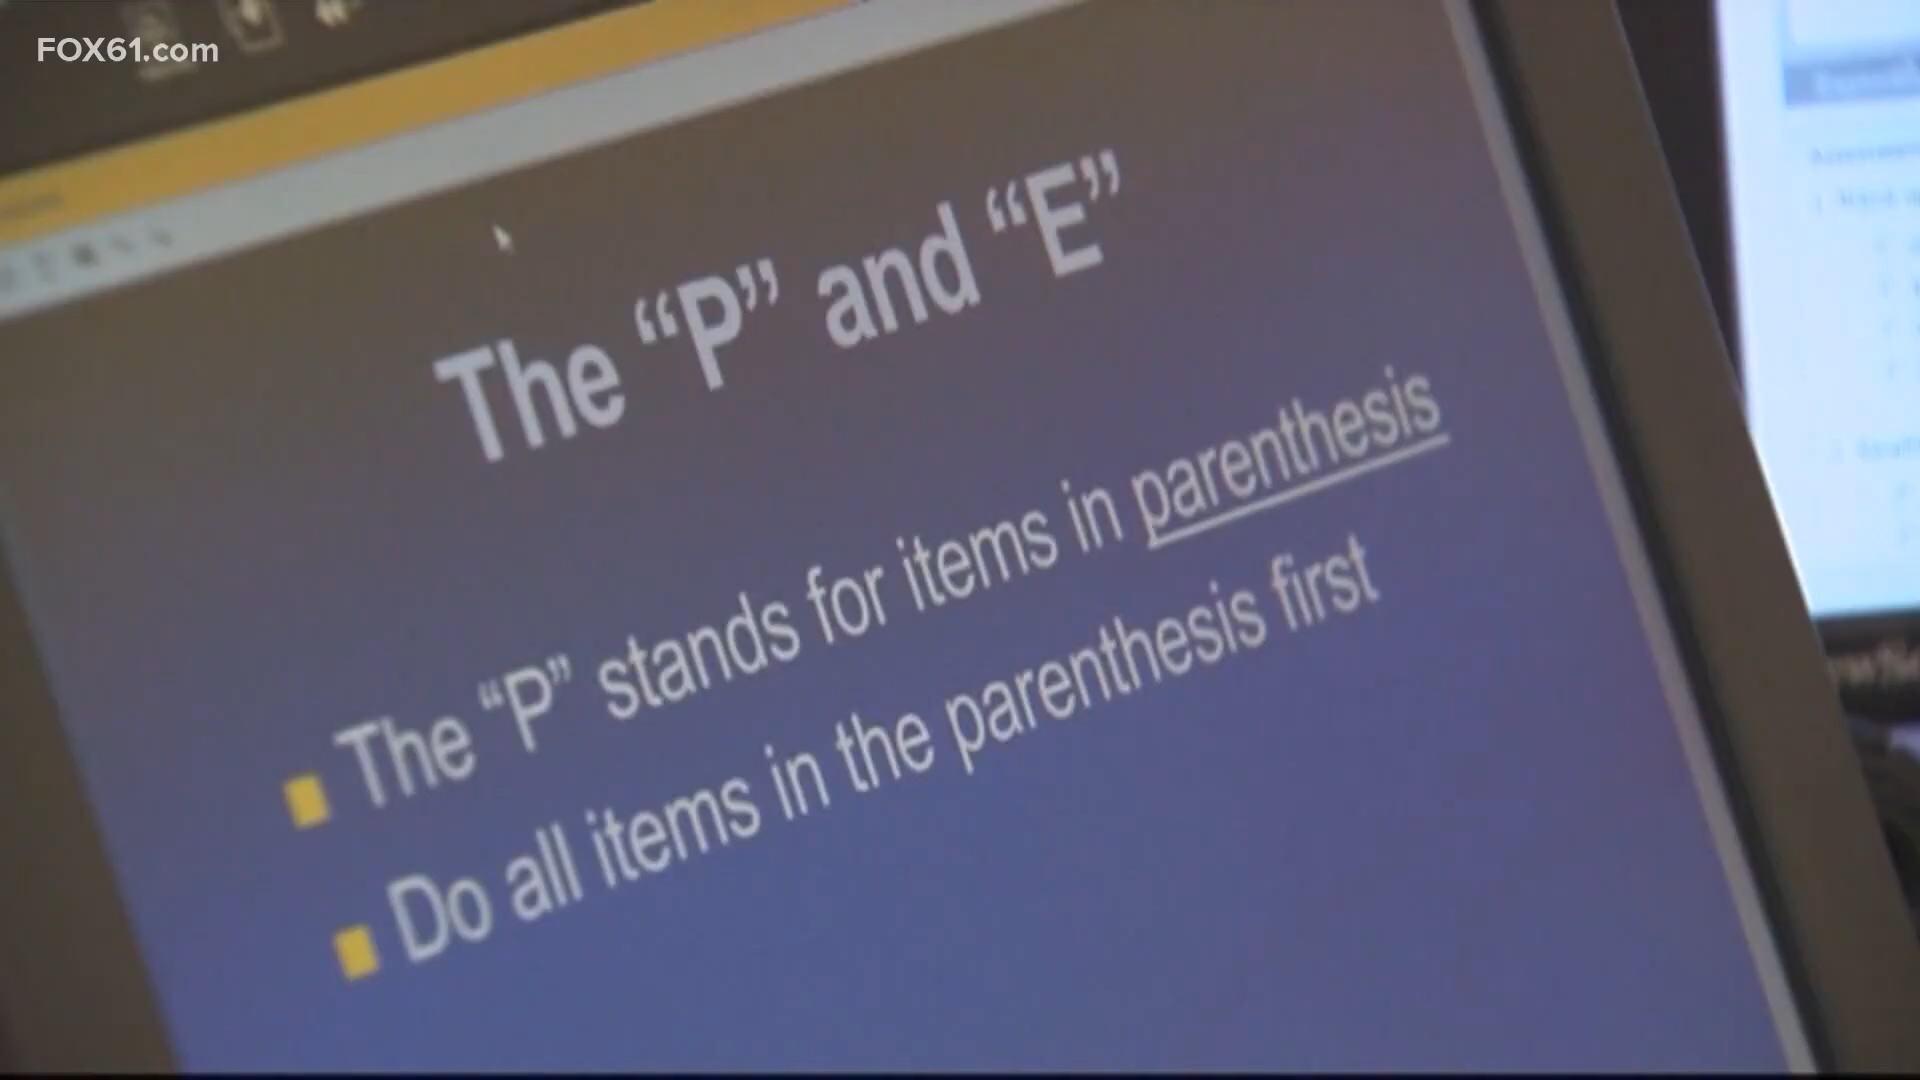 FOX61.com
The “P” and “E”
The “P” stands for items in parenthesis
Do all items in the parenthesis first